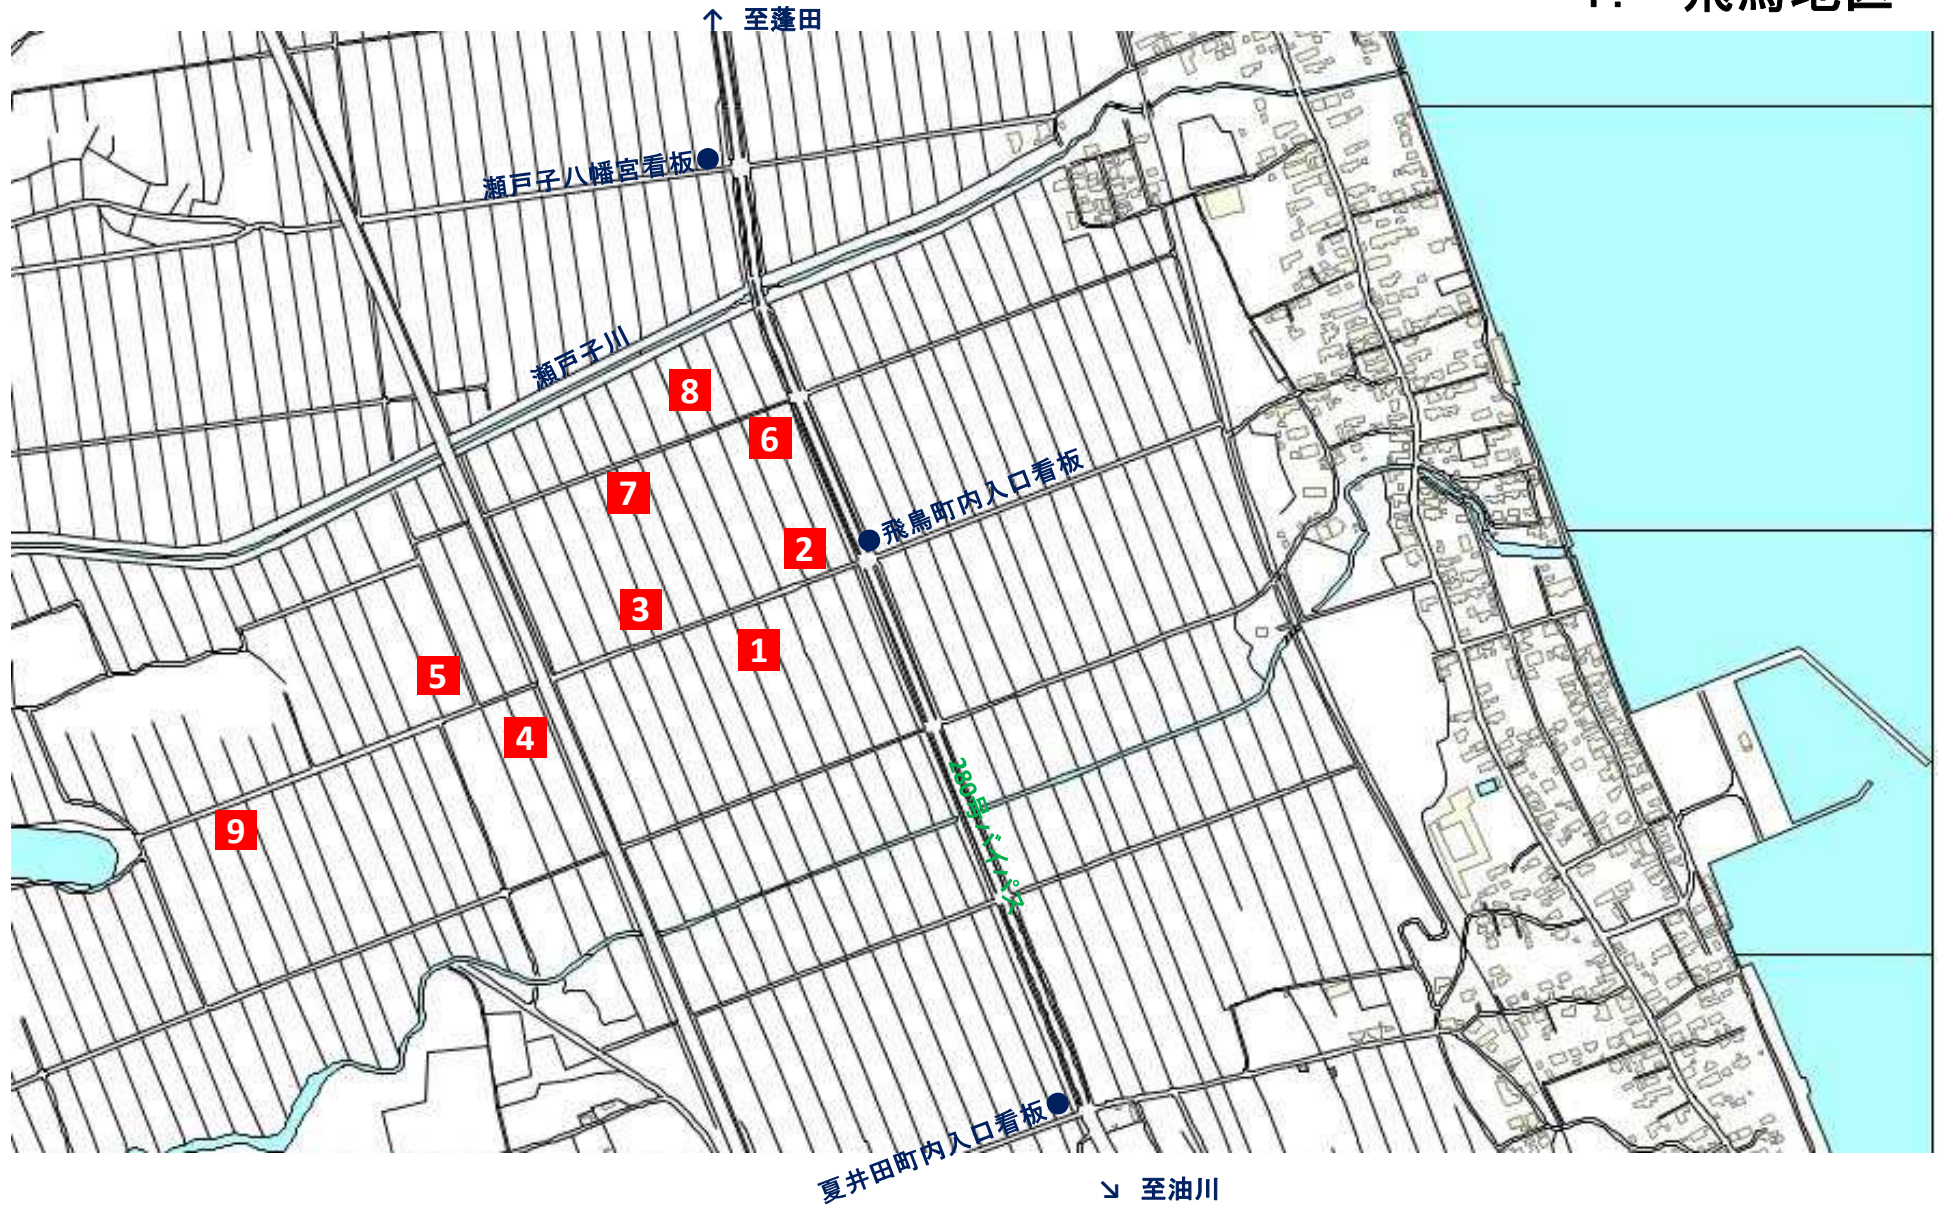 ↑ 至蓬田
瀬戸子八幡宮看板
瀬戸子川
8
6
7
飛鳥町内入口看板
2
3
1
5
4
9
280号バイパス
夏井田町内入口看板
↘ 至油川